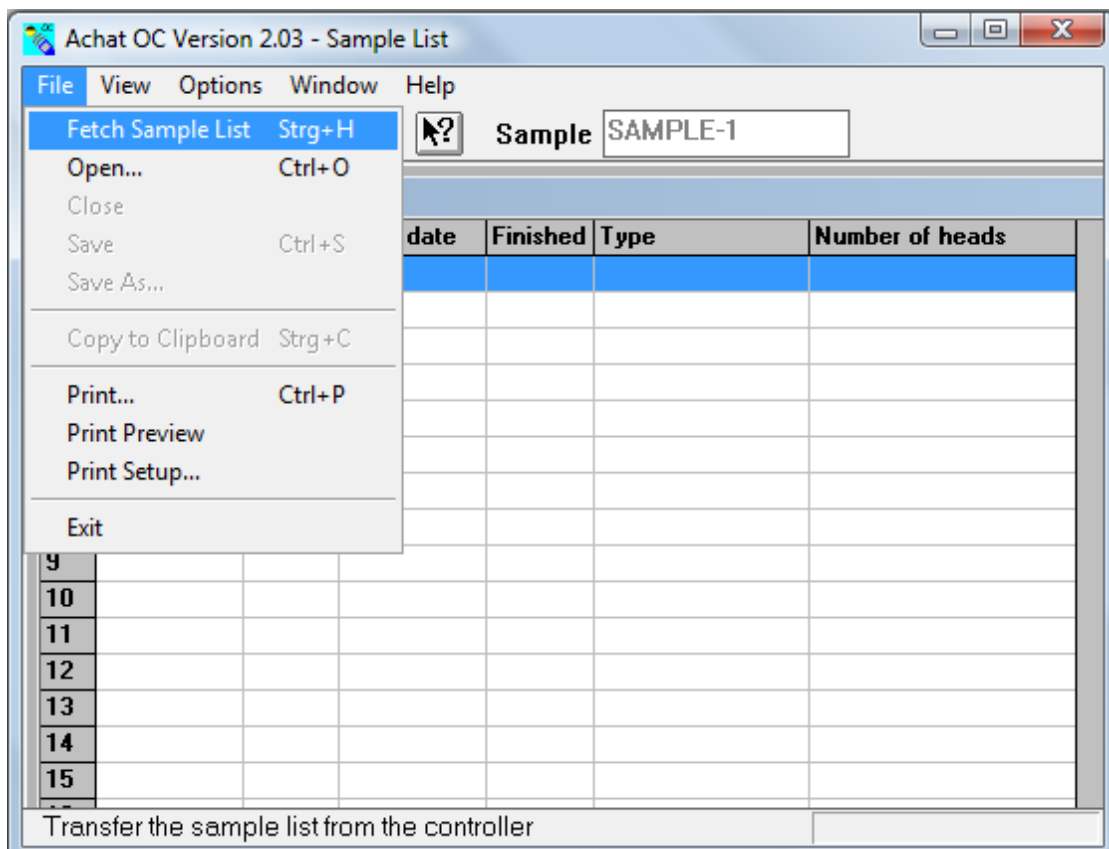 Achat OC Version 2.03 - Sample List
File View Options Window Help
Sample SAMPLE-1
Fetch Sample List Strg+H
Open... Ctrl+O
Close
Save Ctrl+S
Save As...
Copy to Clipboard Strg+C
Print... Ctrl+P
Print Preview
Print Setup...
Exit
date Finished Type Number of heads
9
10
11
12
13
14
15
Transfer the sample list from the controller